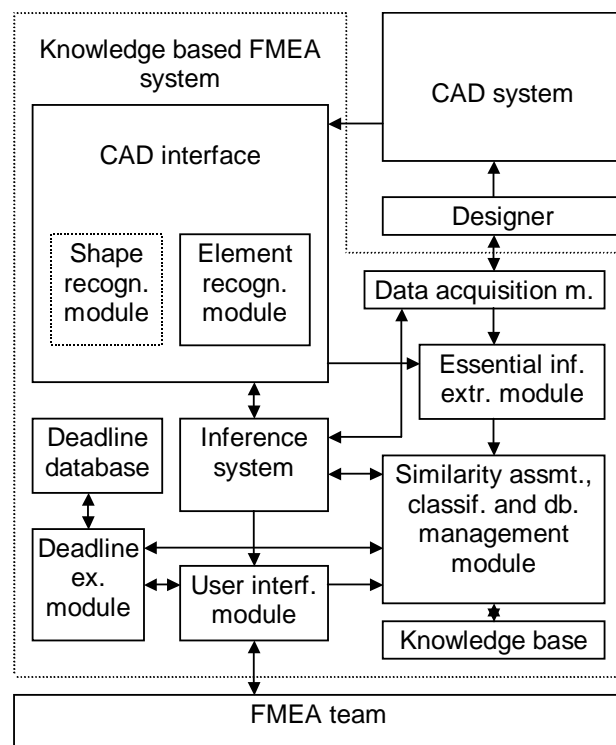 Knowledge based FMEA
system
CAD system
CAD interface
Designer
Shape
recogn.
module
Element
recogn.
module
Data acquisition m.
Essential inf.
extr. module
Deadline
database
Inference
system
Similarity assmt.,
classif. and db.
management
module
Deadline
ex.
module
User interf.
module
Knowledge base
FMEA team